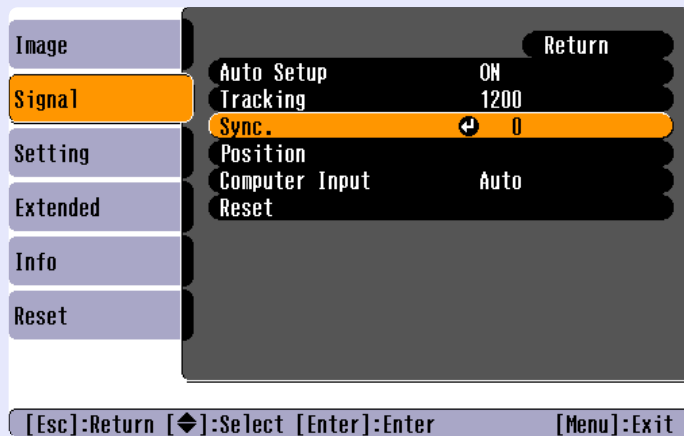 Image
Signal
Setting
Extended
Info
Reset
Return
Auto Setup ON
Tracking 1200
Sync. 0
Position
Computer Input Auto
Reset
[Esc]:Return [◆]:Select [Enter]:Enter [Menu]:Exit